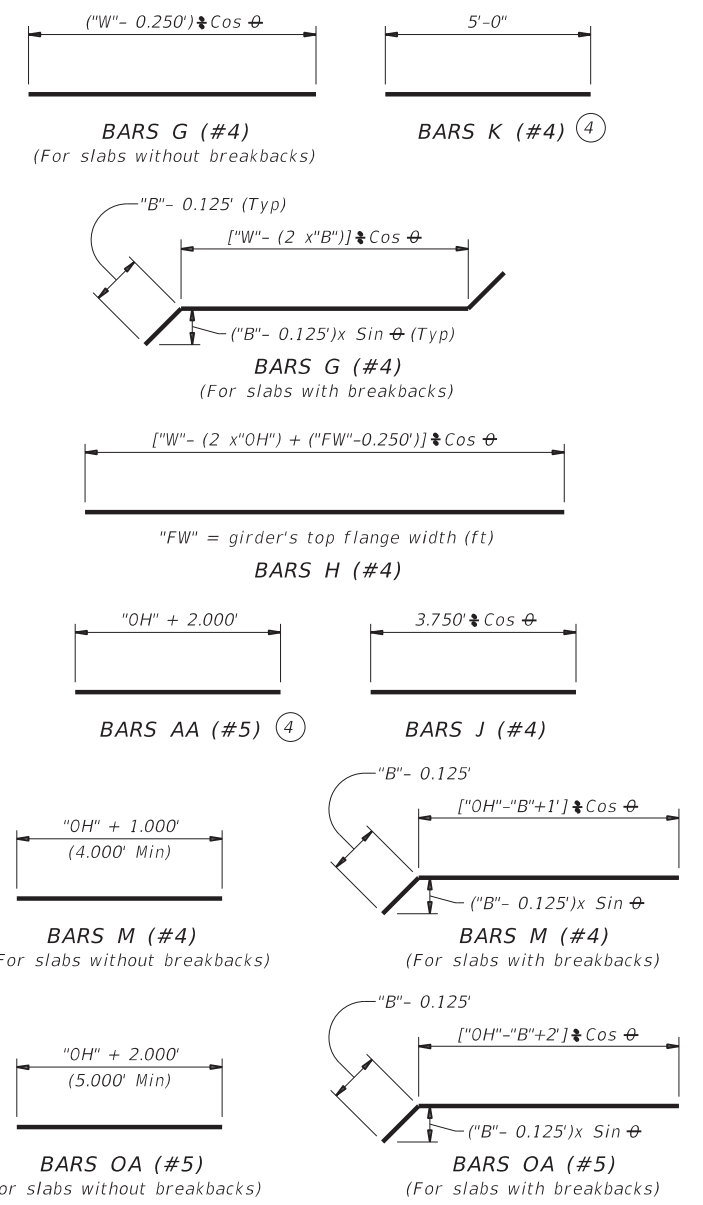 ("W"– 0.250') ÷ Cos θ
5'-0"
BARS G (#4)
BARS K (#4) 4
(For slabs without breakbacks)
"B"– 0.125' (Typ)
["W"– (2 x"B")] ÷ Cos θ
("B"– 0.125')x Sin θ (Typ)
BARS G (#4)
(For slabs with breakbacks)
["W"– (2 x"OH") + ("FW"-0.250')] ÷ Cos θ
"FW" = girder's top flange width (ft)
BARS H (#4)
"OH" + 2.000'
3.750' ÷ Cos θ
BARS AA (#5) 4
BARS J (#4)
"B"– 0.125'
"OH" + 1.000'
(4.000' Min)
["OH"-"B"+1'] ÷ Cos θ
("B"– 0.125')x Sin θ
BARS M (#4)
For slabs without breakbacks)
BARS M (#4)
(For slabs with breakbacks)
"B"– 0.125'
"OH" + 2.000'
(5.000' Min)
["OH"-"B"+2'] ÷ Cos θ
("B"– 0.125')x Sin θ
BARS OA (#5)
or slabs without breakbacks)
BARS OA (#5)
(For slabs with breakbacks)